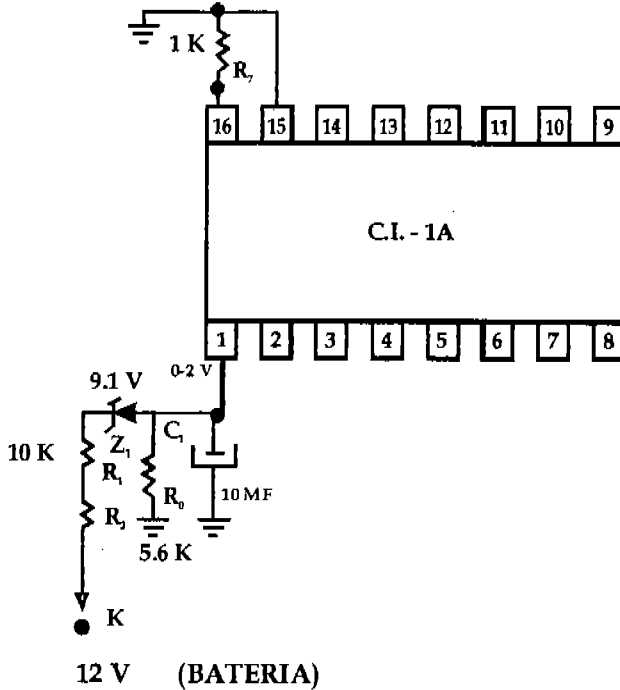 1 K
R7
16 15 14 13 12 11 10 9
C.I. - 1A
1 2 3 4 5 6 7 8
0-2 V
9.1 V
Z1
C1
10 K
R1
R0
10 MF
5.6 K
K
12 V (BATERIA)